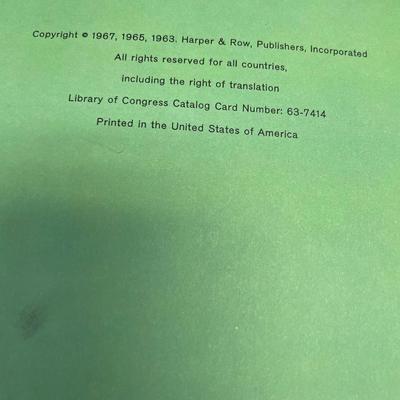 Copyright © 1967, 1965, 1963. Harper & Row, Publishers, Incorporated
All rights reserved for all countries,
including the right of translation
Library of Congress Catalog Card Number: 63-7414
Printed in the United States of America